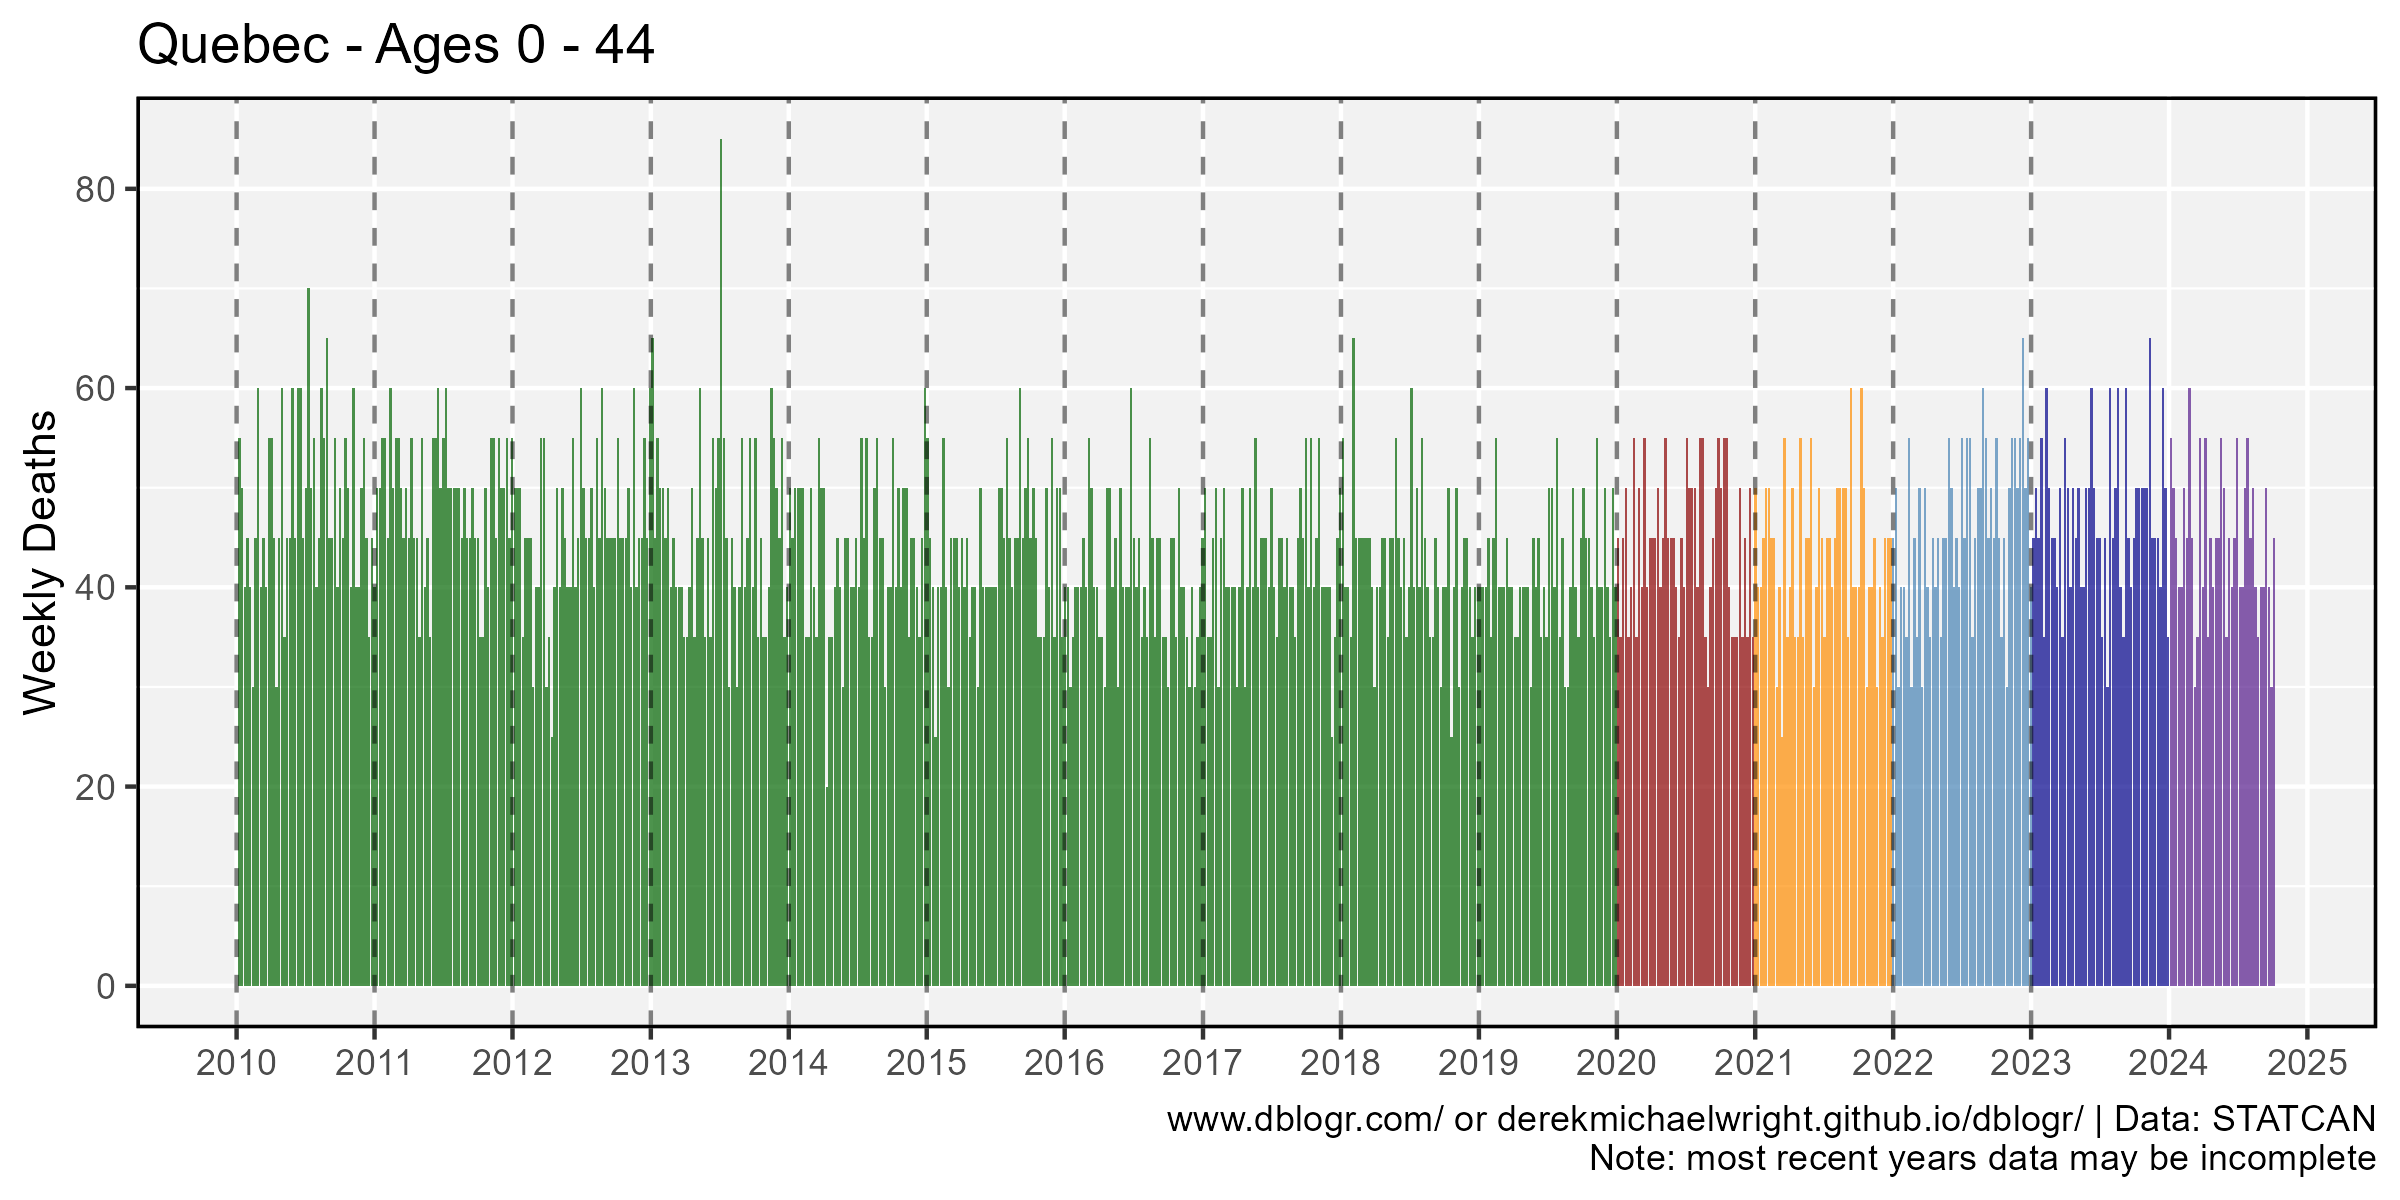 Quebec - Ages 0 - 44
Weekly Deaths
80
60
40
20
0
2010 2011 2012 2013 2014 2015 2016 2017 2018 2019 2020 2021 2022 2023 2024 2025
www.dblogr.com/ or derekmichaelwright.github.io/dblogr/ | Data: STATCAN
Note: most recent years data may be incomplete